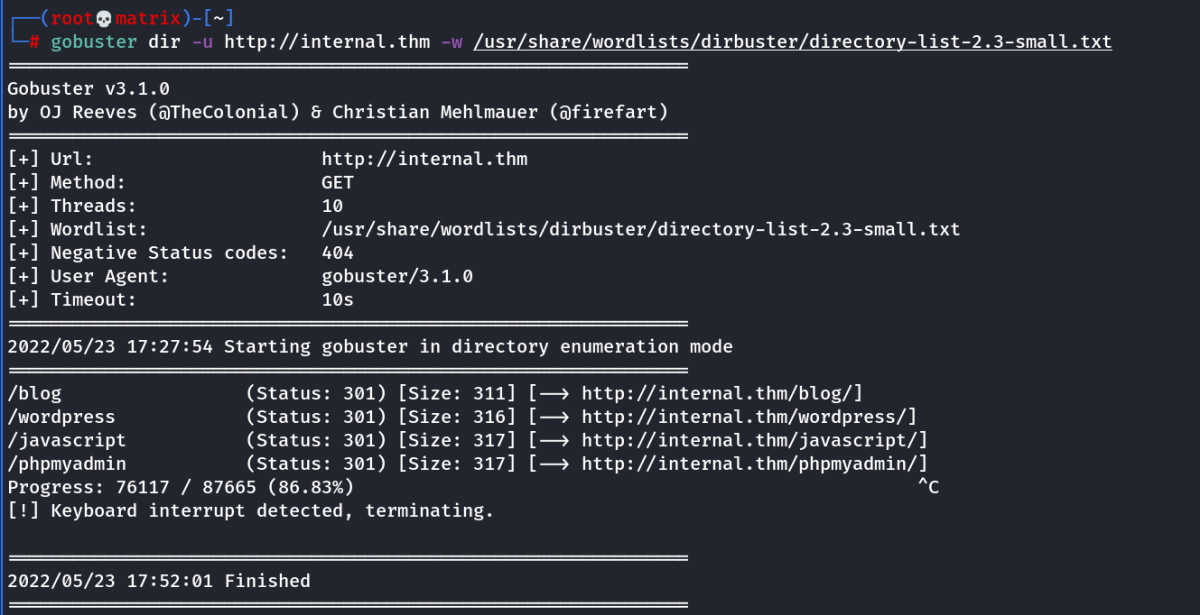 ┌──(root💀matrix)-[~]
└─# gobuster dir -u http://internal.thm -w /usr/share/wordlists/dirbuster/directory-list-2.3-small.txt
===============================================================
Gobuster v3.1.0
by OJ Reeves (@TheColonial) & Christian Mehlmauer (@firefart)
===============================================================
[+] Url:                     http://internal.thm
[+] Method:                  GET
[+] Threads:                 10
[+] Wordlist:                /usr/share/wordlists/dirbuster/directory-list-2.3-small.txt
[+] Negative Status codes:   404
[+] User Agent:              gobuster/3.1.0
[+] Timeout:                 10s
===============================================================
2022/05/23 17:27:54 Starting gobuster in directory enumeration mode
===============================================================
/blog                 (Status: 301) [Size: 311] [--> http://internal.thm/blog/]
/wordpress            (Status: 301) [Size: 316] [--> http://internal.thm/wordpress/]
/javascript           (Status: 301) [Size: 317] [--> http://internal.thm/javascript/]
/phpmyadmin           (Status: 301) [Size: 317] [--> http://internal.thm/phpmyadmin/]
Progress: 76117 / 87665 (86.83%)                                                    ^C
[!] Keyboard interrupt detected, terminating.

===============================================================
2022/05/23 17:52:01 Finished
===============================================================